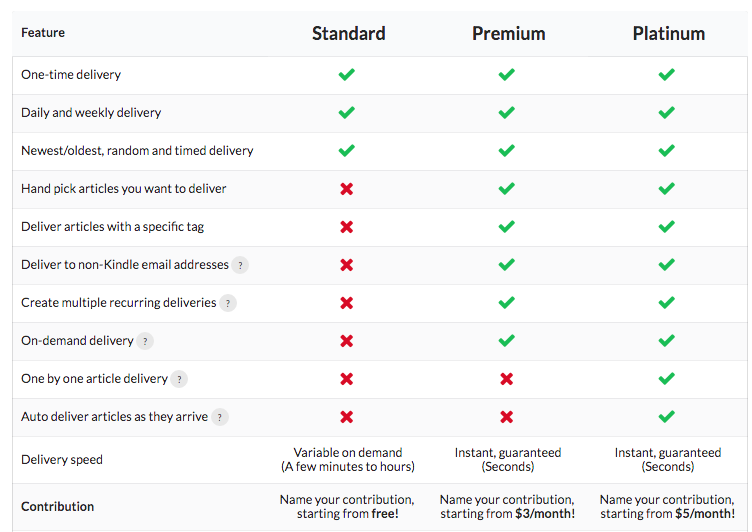 Feature Standard Premium Platinum
One-time delivery
Daily and weekly delivery
Newest/oldest, random and timed delivery
Hand pick articles you want to deliver
Deliver articles with a specific tag
Deliver to non-Kindle email addresses ?
Create multiple recurring deliveries ?
On-demand delivery ?
One by one article delivery ?
Auto deliver articles as they arrive ?
Delivery speed
Variable on demand
(A few minutes to hours)
Instant, guaranteed
(Seconds)
Instant, guaranteed
(Seconds)
Contribution
Name your contribution,
starting from free!
Name your contribution,
starting from $3/month!
Name your contribution,
starting from $5/month!